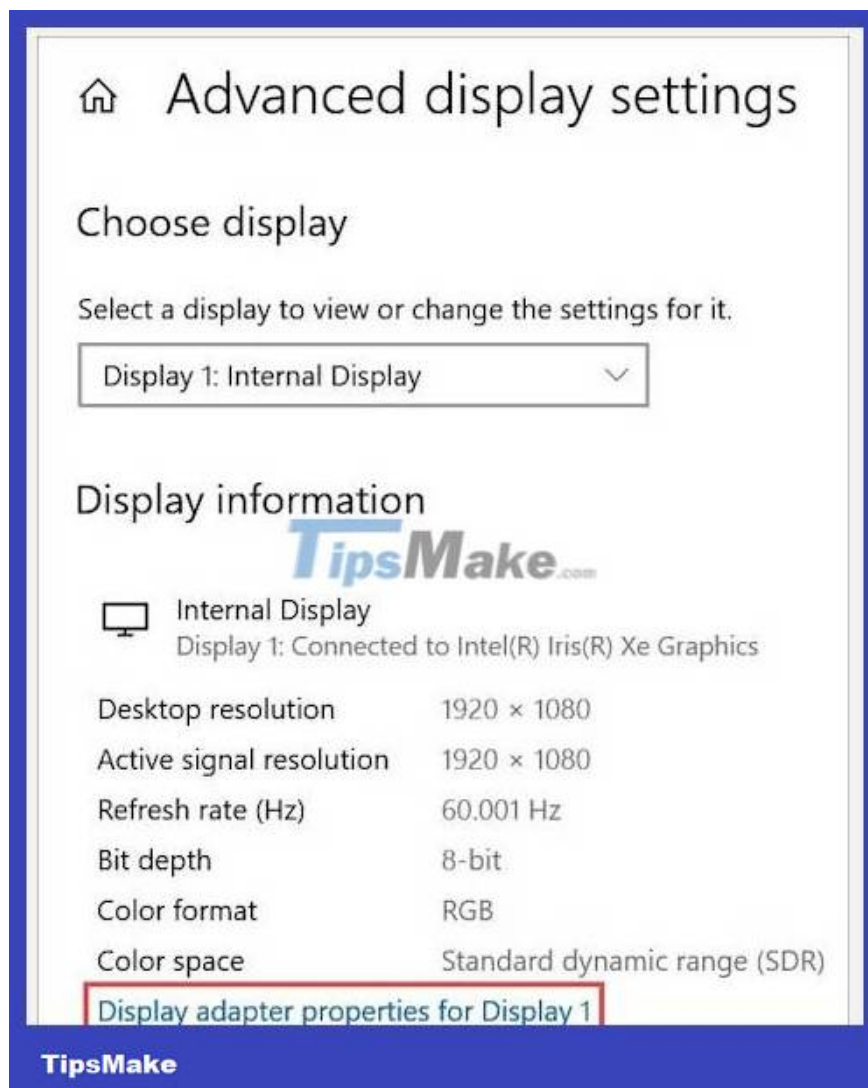 Advanced display settings
Choose display
Select a display to view or change the settings for it.
Display 1: Internal Display
Display information
TipsMake.com
Internal Display
Display 1: Connected to Intel(R) Iris(R) Xe Graphics
Desktop resolution 1920 × 1080
Active signal resolution 1920 × 1080
Refresh rate (Hz) 60.001 Hz
Bit depth 8-bit
Color format RGB
Color space Standard dynamic range (SDR)
Display adapter properties for Display 1
TipsMake